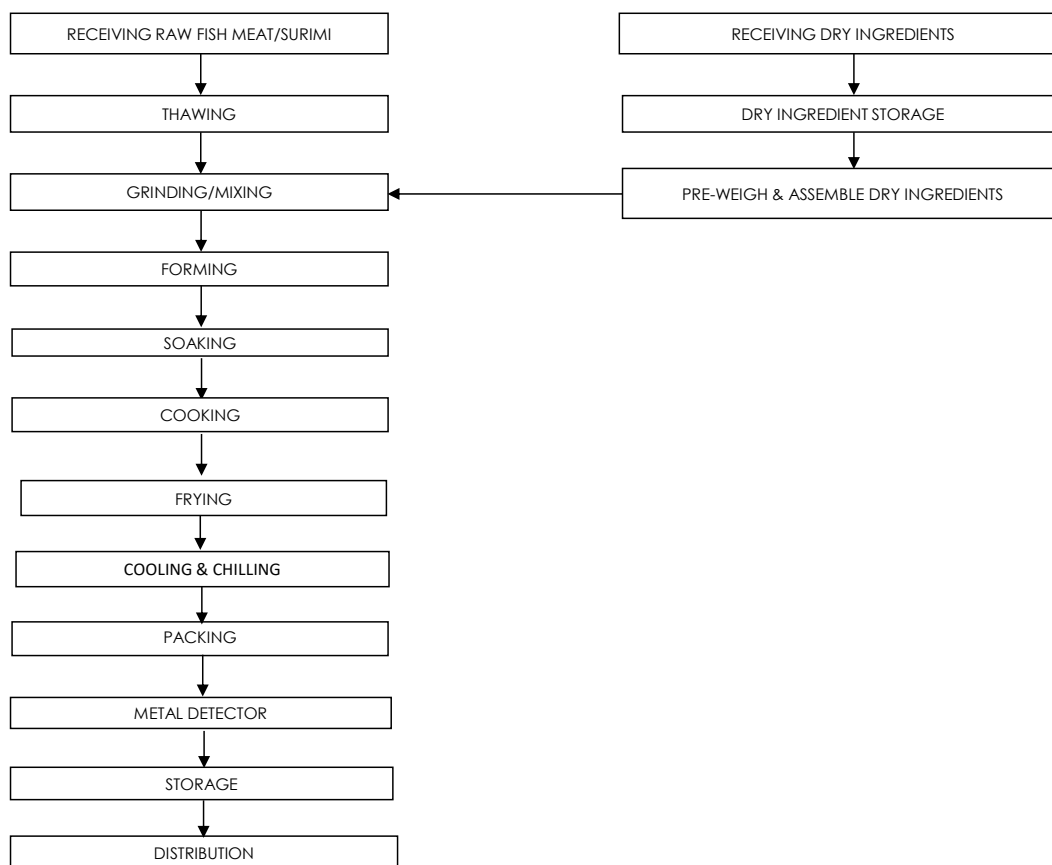 RECEIVING RAW FISH MEAT/SURIMI
RECEIVING DRY INGREDIENTS
THAWING
DRY INGREDIENT STORAGE
GRINDING/MIXING
PRE-WEIGH & ASSEMBLE DRY INGREDIENTS
FORMING
SOAKING
COOKING
FRYING
COOLING & CHILLING
PACKING
METAL DETECTOR
STORAGE
DISTRIBUTION